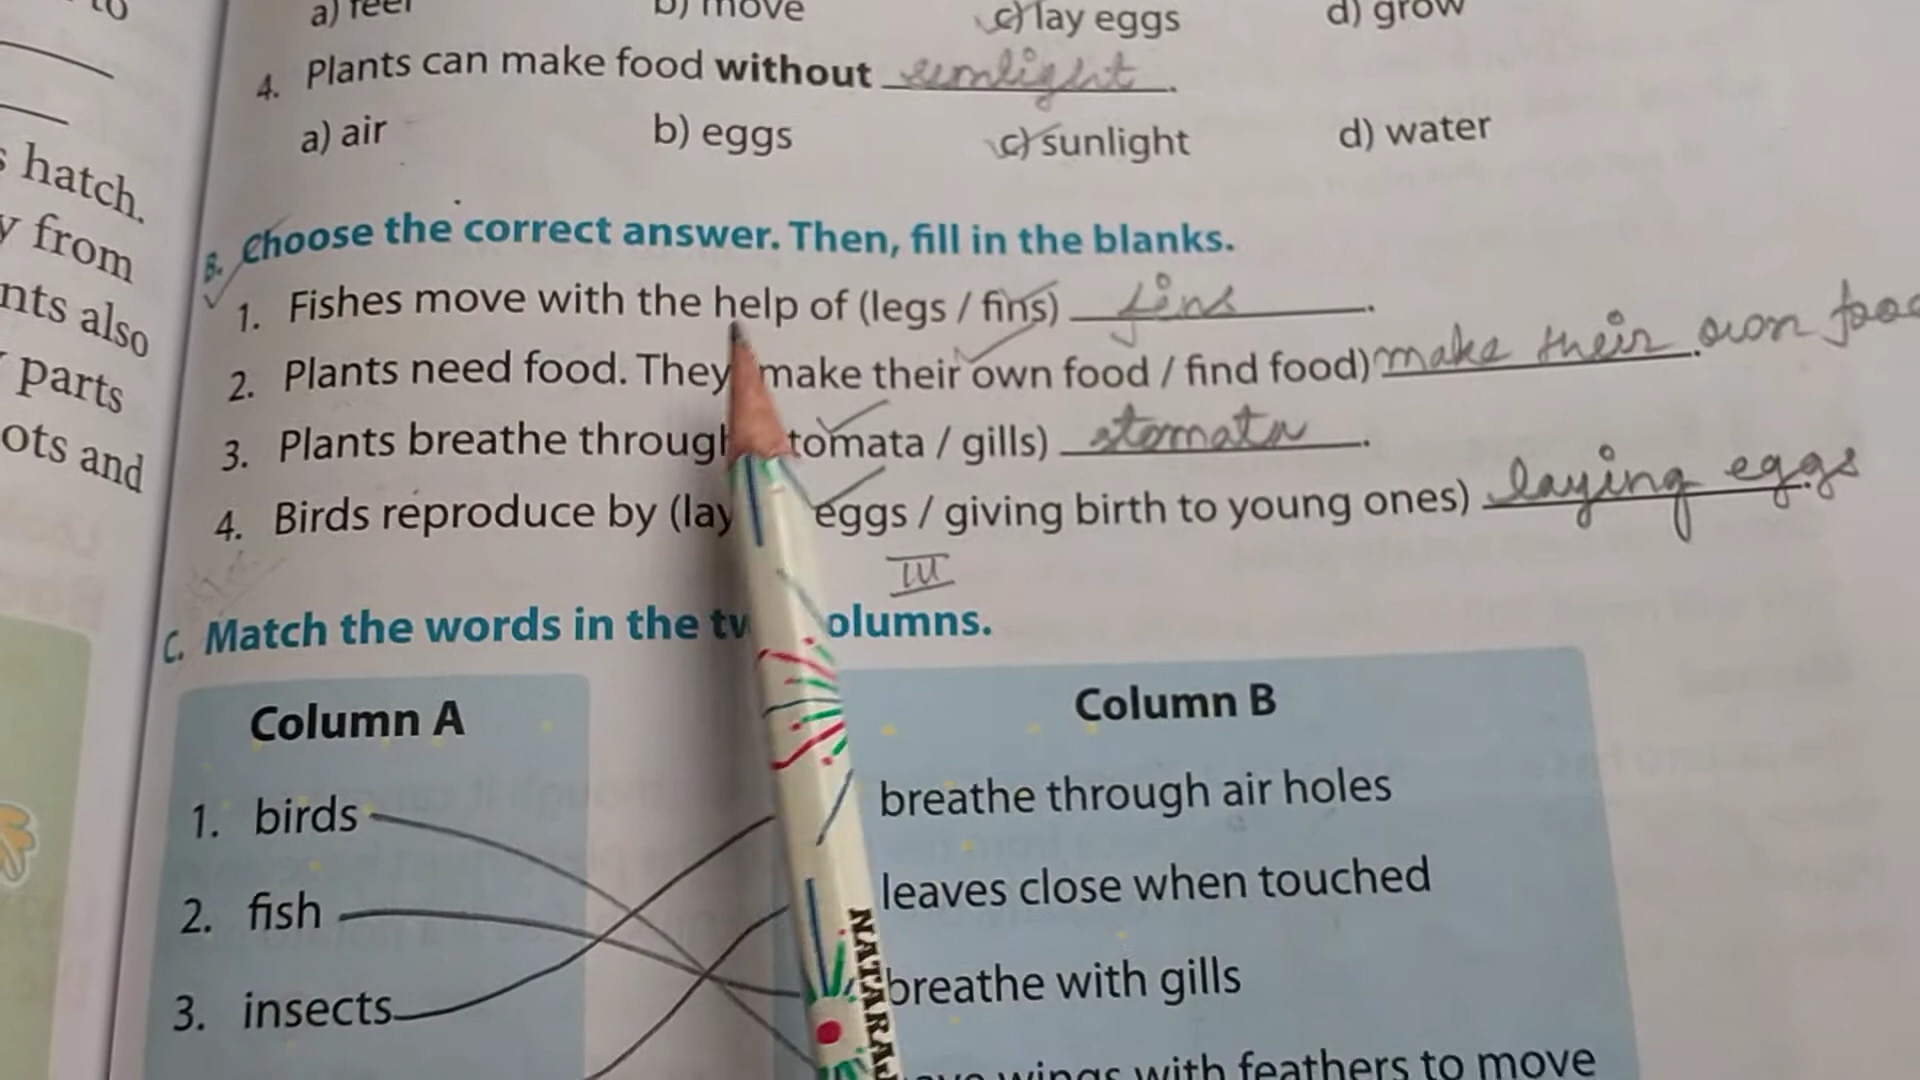 a) feel b) move c) lay eggs d) grow
4. Plants can make food without sunlight.
a) air b) eggs c) sunlight d) water
hatch.
from
nts also
parts
ots and
B. Choose the correct answer. Then, fill in the blanks.
1. Fishes move with the help of (legs / fins) fins.
2. Plants need food. They make their own food / find food) make their own foo
3. Plants breathe through tomata / gills) stomata.
4. Birds reproduce by (lay eggs / giving birth to young ones) laying eggs.
III
C. Match the words in the tw olumns.
Column A Column B
1. birds breathe through air holes
2. fish leaves close when touched
3. insects breathe with gills
wings with feathers to move
NATARAJ